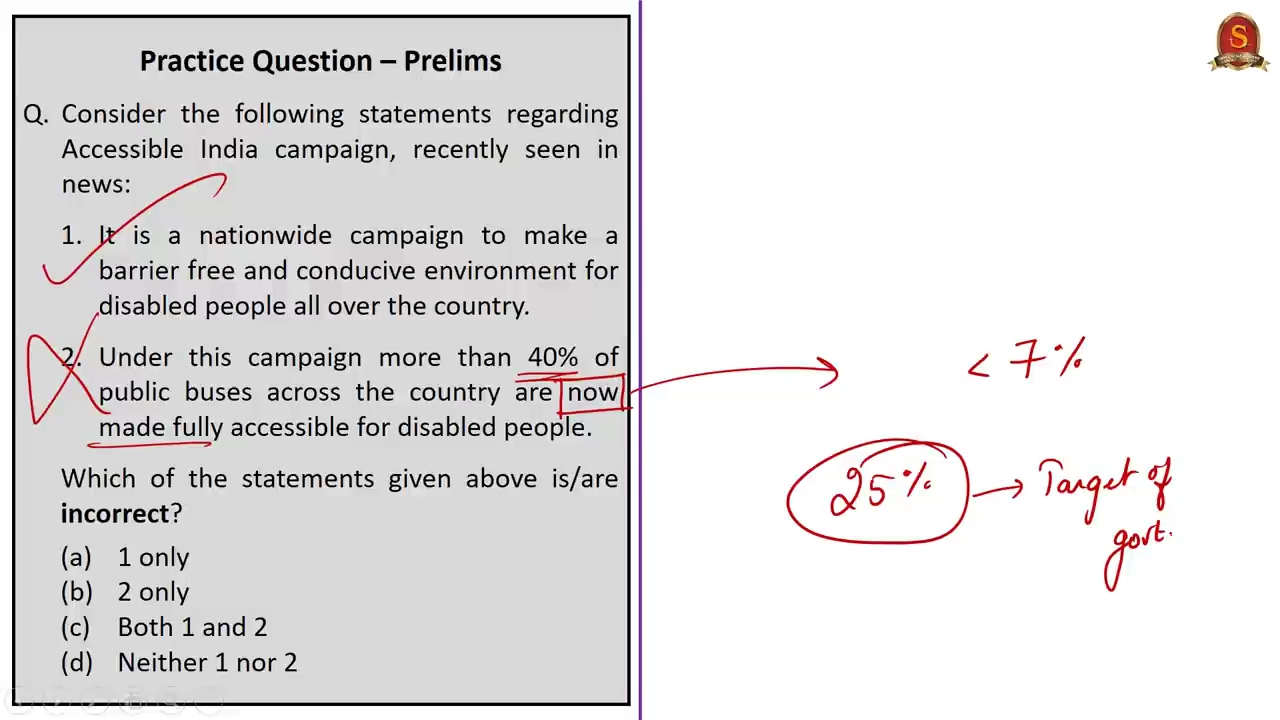 Practice Question – Prelims
Q. Consider the following statements regarding
Accessible India campaign, recently seen in
news:
1. It is a nationwide campaign to make a
barrier free and conducive environment for
disabled people all over the country.
2. Under this campaign more than 40% of
public buses across the country are now
made fully accessible for disabled people.
Which of the statements given above is/are
incorrect?
(a) 1 only
(b) 2 only
(c) Both 1 and 2
(d) Neither 1 nor 2
S
< 7%
25% → Target of
govt.